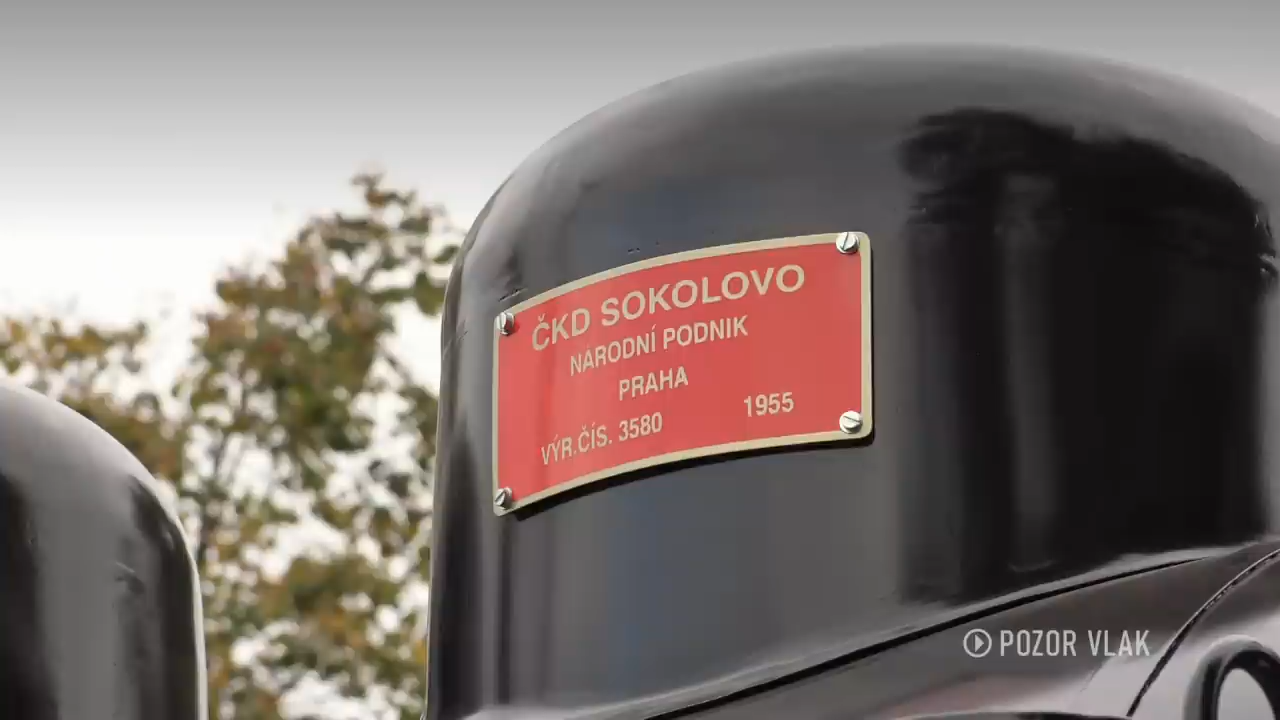 ČKD SOKOLOVO
NÁRODNÍ PODNIK
PRAHA
VÝR.ČÍS. 3580 1955
POZOR VLAK